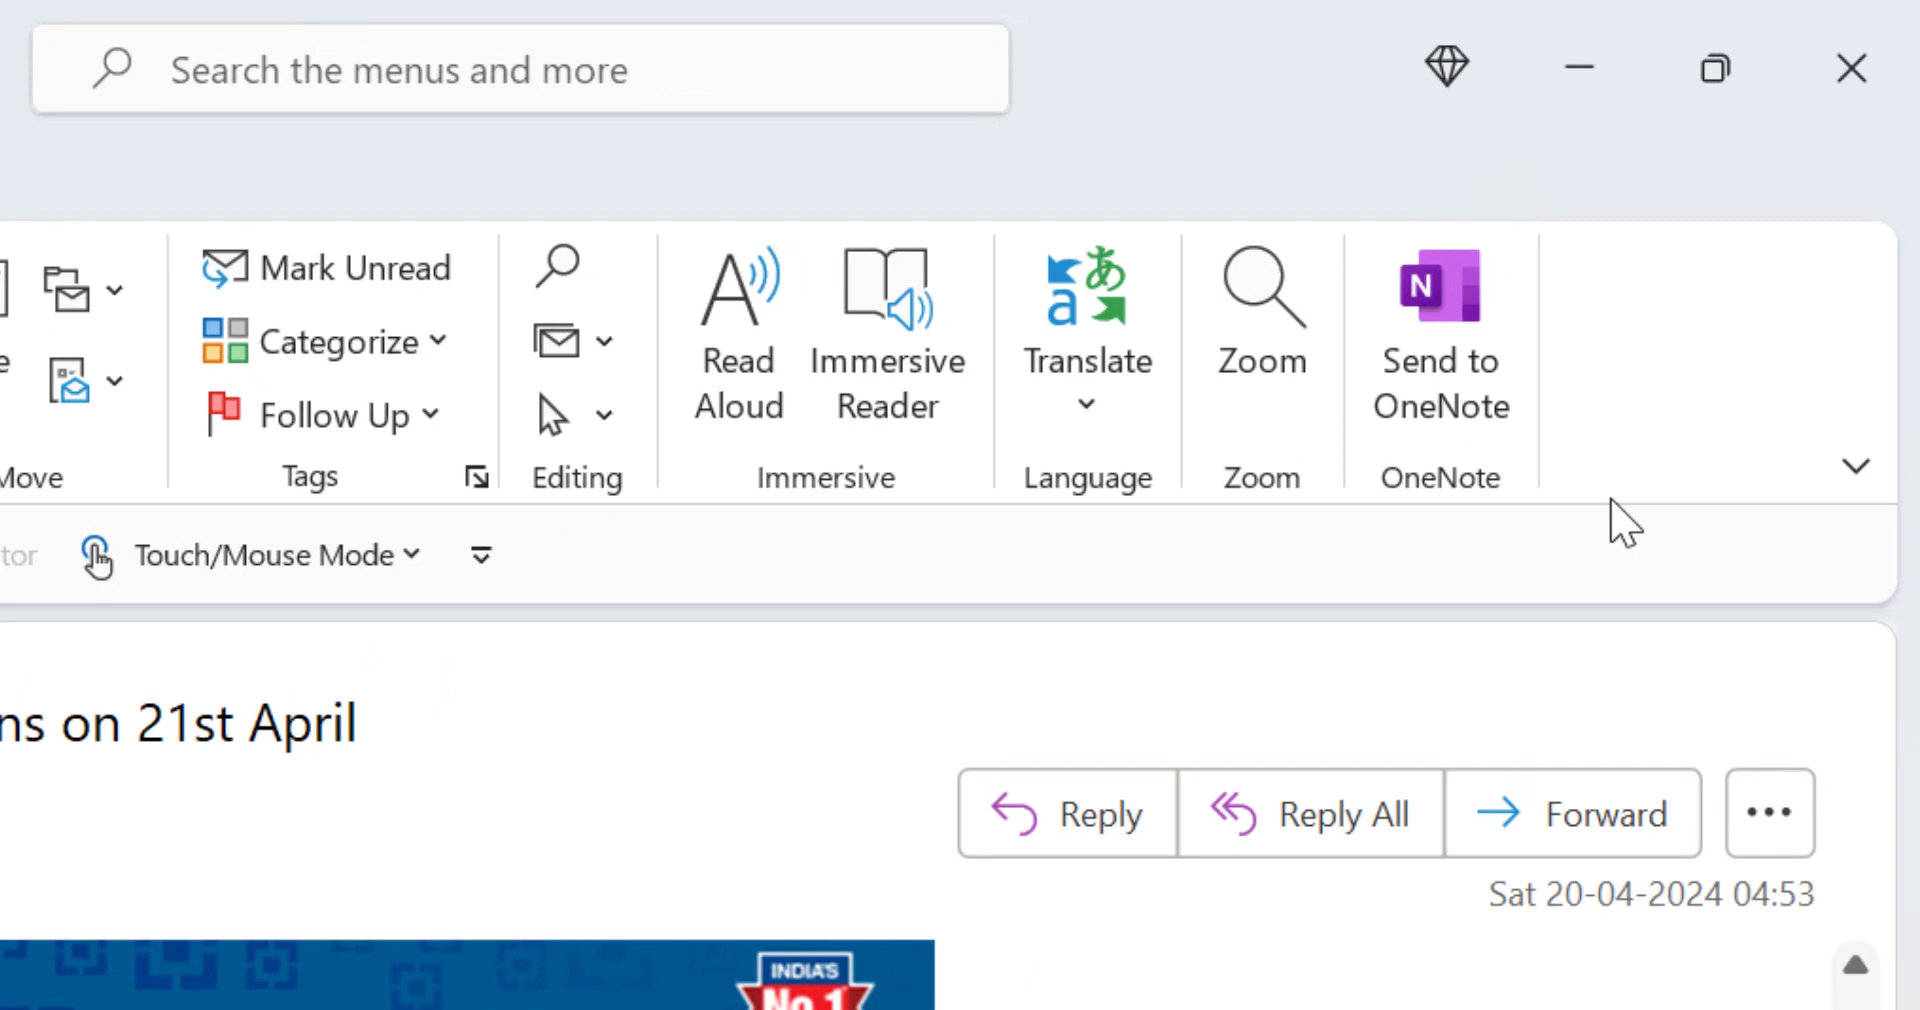 Search the menus and more
Mark Unread
Categorize
Follow Up
Tags
Editing
Read
Aloud
Immersive
Reader
Immersive
Translate
Language
Zoom
Zoom
N
Send to
OneNote
OneNote
Touch/Mouse Mode
ns on 21st April
Reply
Reply All
Forward
Sat 20-04-2024 04:53
INDIA'S
No.1